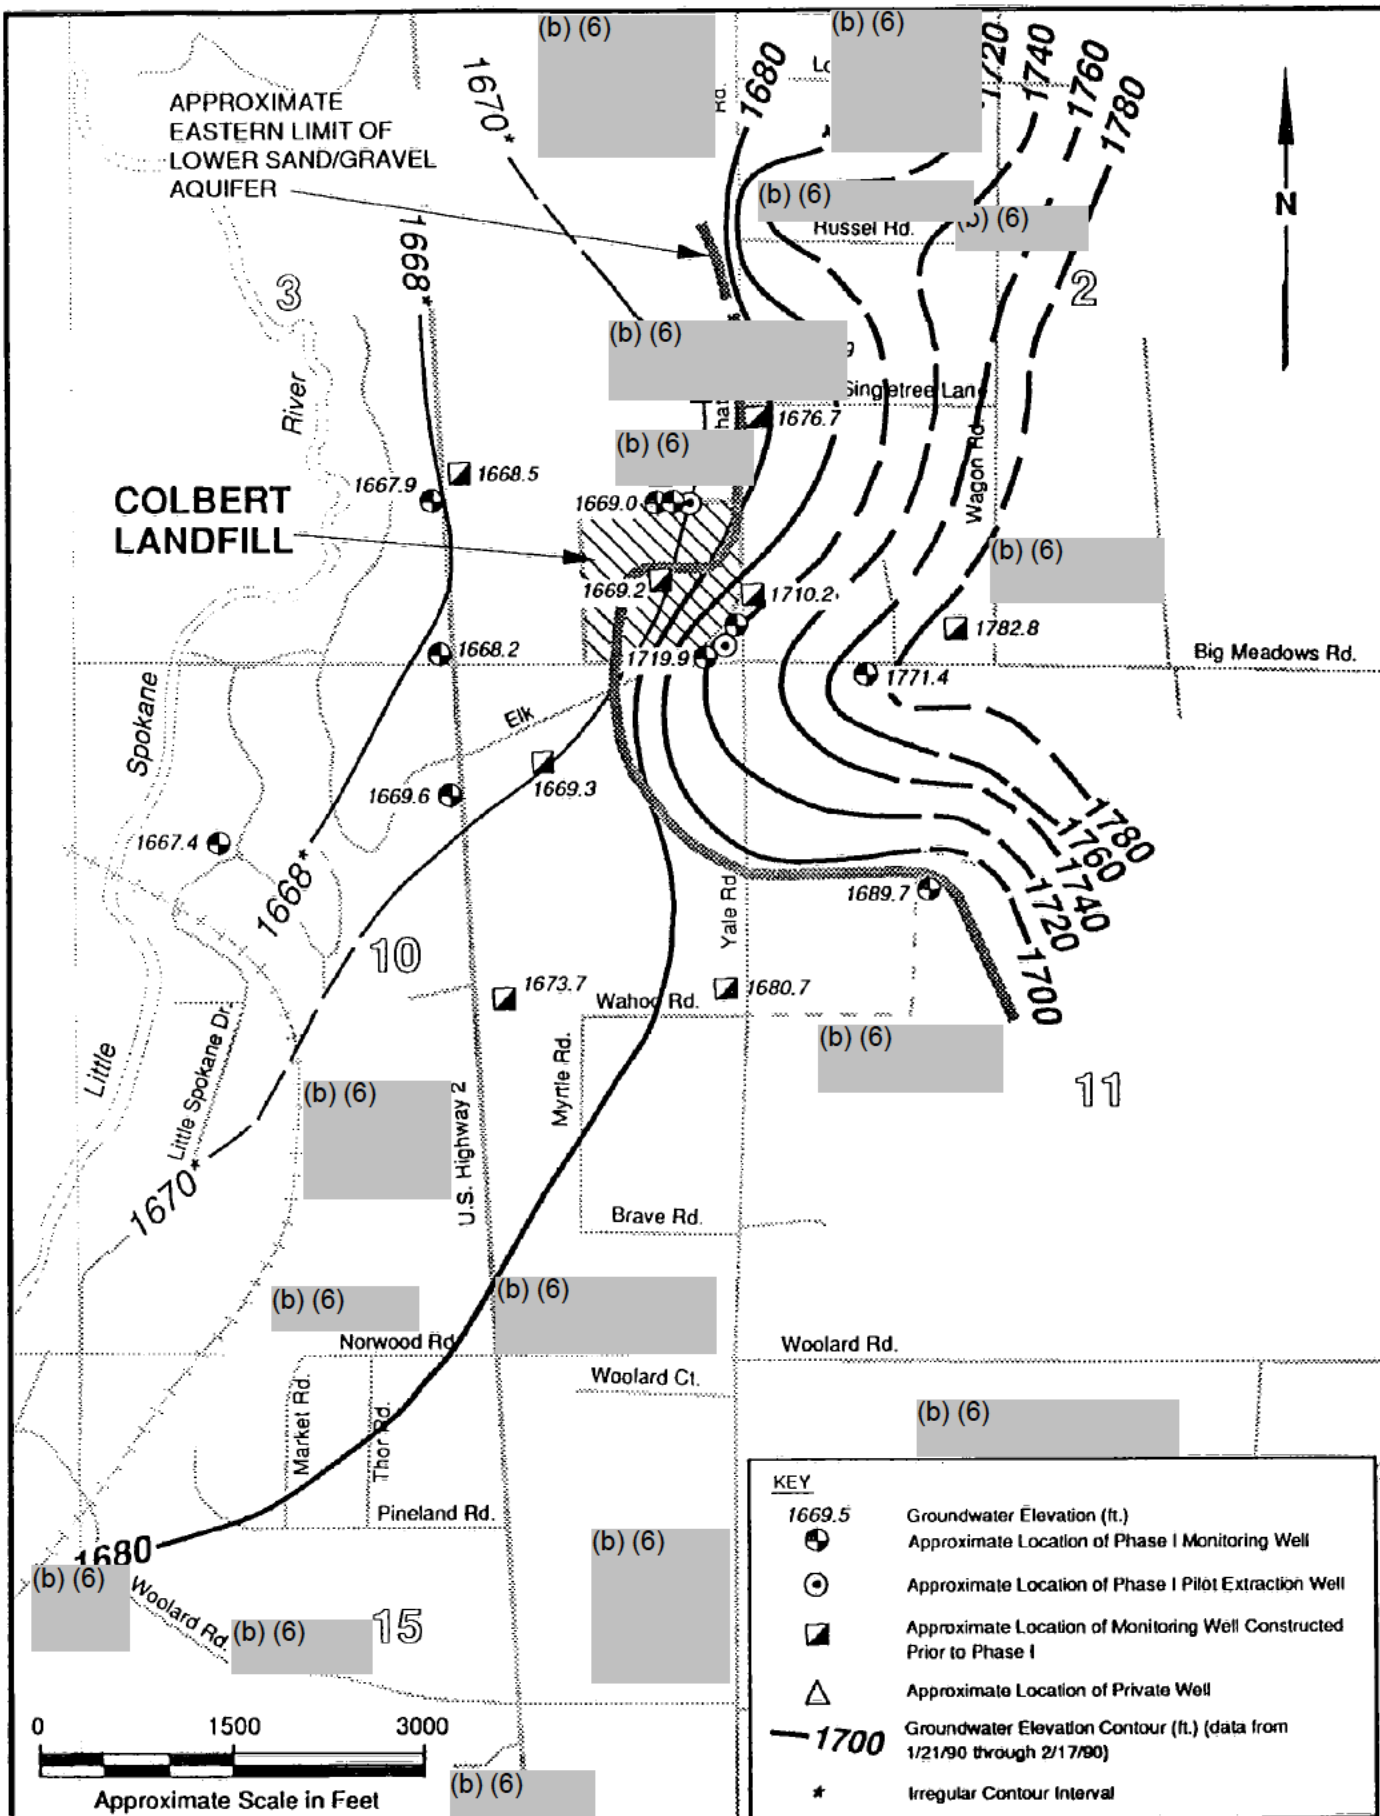 (b) (6)
(b) (6)
1670*
Rd.
1680
1720
1740
1760
1780
APPROXIMATE
EASTERN LIMIT OF
LOWER SAND/GRAVEL
AQUIFER
(b) (6)
(b) (6)
Russel Rd.
N
1668*
3
2
River
(b) (6)
Singletree Lane
1676.7
(b) (6)
Wagon Rd.
1667.9
1668.5
COLBERT
LANDFILL
1669.0
(b) (6)
1669.2
1710.2
1782.8
1668.2
1719.9
1771.4
Big Meadows Rd.
Spokane
Elk
1669.6
1669.3
1667.4
1668*
1780
1760
1740
1720
1700
1689.7
Yale Rd.
10
1673.7
1680.7
Wahoo Rd.
(b) (6)
11
Little
Little Spokane Dr.
(b) (6)
U.S. Highway 2
Myrtle Rd.
1670*
Brave Rd.
(b) (6)
(b) (6)
Norwood Rd.
Woolard Rd.
Woolard Ct.
Market Rd.
Thor Rd.
(b) (6)
Pineland Rd.
1680
(b) (6)
(b) (6)
Woolard Rd.
(b) (6)
15
0 1500 3000
Approximate Scale in Feet
(b) (6)
KEY
1669.5 Groundwater Elevation (ft.)
Approximate Location of Phase I Monitoring Well
Approximate Location of Phase I Pilot Extraction Well
Approximate Location of Monitoring Well Constructed
Prior to Phase I
Approximate Location of Private Well
1700 Groundwater Elevation Contour (ft.) (data from
1/21/90 through 2/17/90)
* Irregular Contour Interval